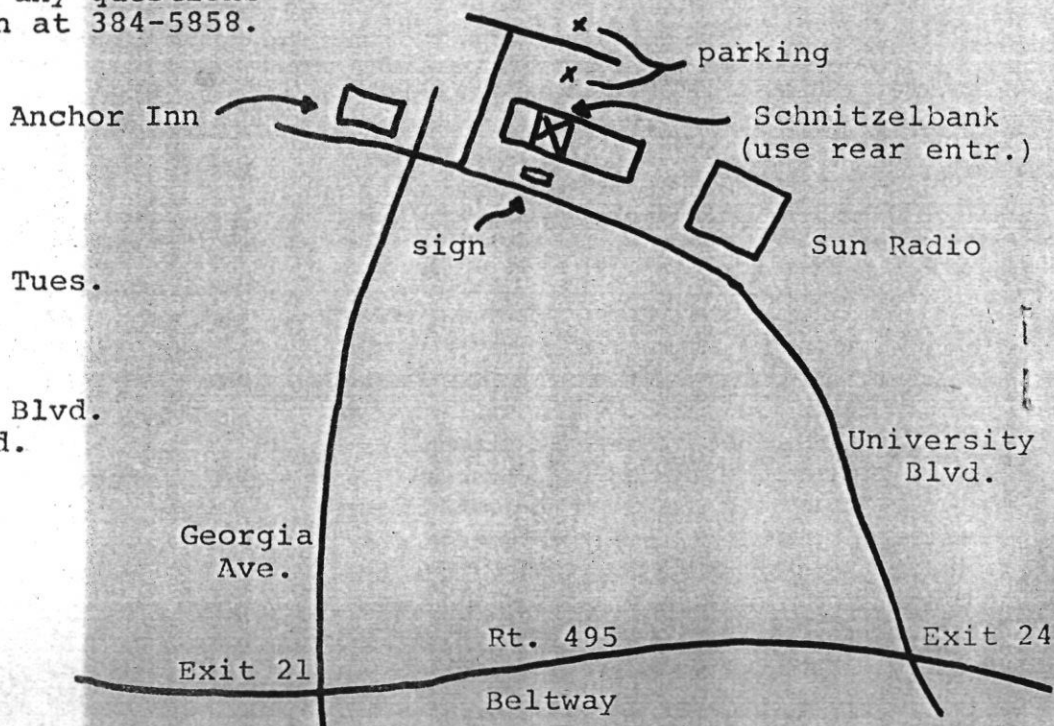 any questions
at 384-5858.
parking
Anchor Inn
Schnitzelbank
(use rear entr.)
sign
Sun Radio
Tues.
Blvd.
University
Blvd.
Georgia
Ave.
Rt. 495
Exit 24
Exit 21
Beltway